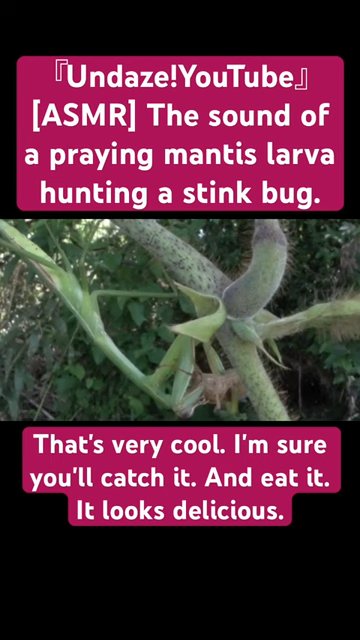 『Undaze!YouTube』
[ASMR] The sound of
a praying mantis larva
hunting a stink bug.
That's very cool. I'm sure
you'll catch it. And eat it.
It looks delicious.